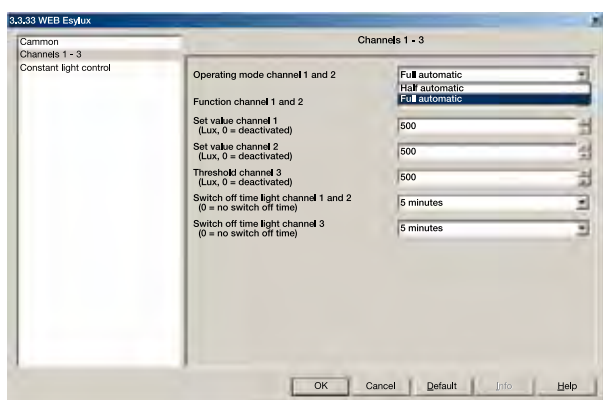 3.3.33 WEB Esylux
Cammon
Channels 1 - 3
Constant light control
Channels 1 - 3
Operating mode channel 1 and 2
Full automatic
Half automatic
Full automatic
Function channel 1 and 2
Set value channel 1
(Lux, 0 = deactivated)
500
Set value channel 2
(Lux, 0 = deactivated)
500
Threshold channel 3
(Lux, 0 = deactivated)
500
Switch off time light channel 1 and 2
(0 = no switch off time)
5 minutes
Switch off time light channel 3
(0 = no switch off time)
5 minutes
OK
Cancel
Default
Info
Help